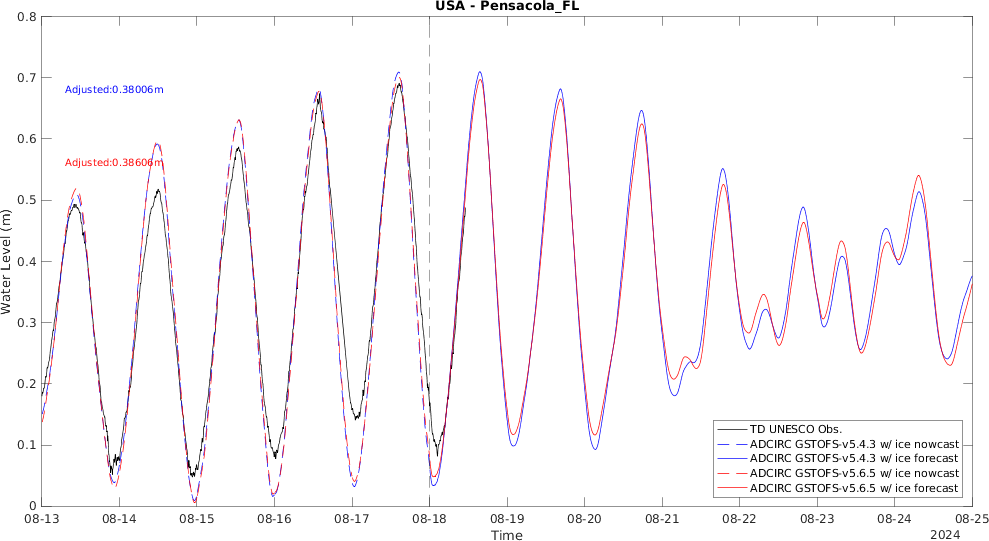 USA - Pensacola_FL
0.8
0.7
0.6
0.5
0.4
0.3
0.2
0.1
0
Water Level (m)
Adjusted:0.38006m
Adjusted:0.38606m
TD UNESCO Obs.
ADCIRC GSTOFS-v5.4.3 w/ ice nowcast
ADCIRC GSTOFS-v5.4.3 w/ ice forecast
ADCIRC GSTOFS-v5.6.5 w/ ice nowcast
ADCIRC GSTOFS-v5.6.5 w/ ice forecast
08-13 08-14 08-15 08-16 08-17 08-18 08-19 08-20 08-21 08-22 08-23 08-24 08-25
Time
2024